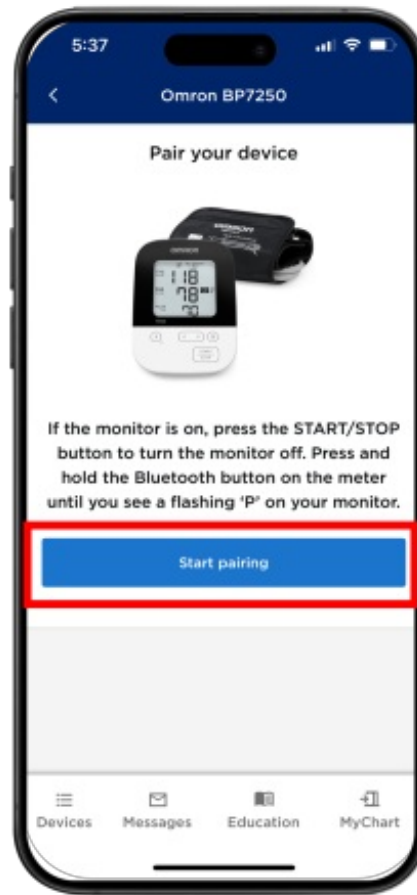 5:37
Omron BP7250
Pair your device
OMRON
118
78
70
If the monitor is on, press the START/STOP
button to turn the monitor off. Press and
hold the Bluetooth button on the meter
until you see a flashing 'P' on your monitor.
Start pairing
Devices Messages Education MyChart